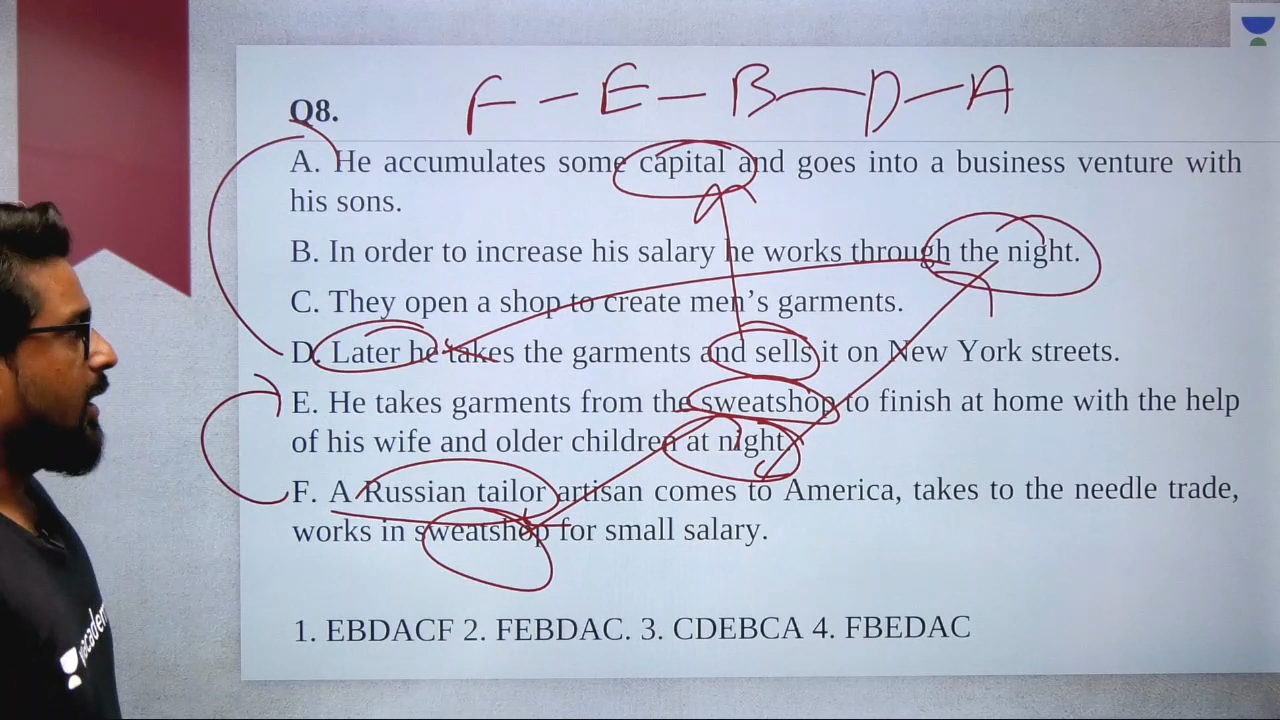 F - E - B - D - A
Q8.
A. He accumulates some capital and goes into a business venture with
his sons.
B. In order to increase his salary he works through the night.
C. They open a shop to create men's garments.
D. Later he takes the garments and sells it on New York streets.
E. He takes garments from the sweatshop to finish at home with the help
of his wife and older children at night.
F. A Russian tailor artisan comes to America, takes to the needle trade,
works in sweatshop for small salary.
1. EBDACF 2. FEBDAC. 3. CDEBCA 4. FBEDAC
unacademy